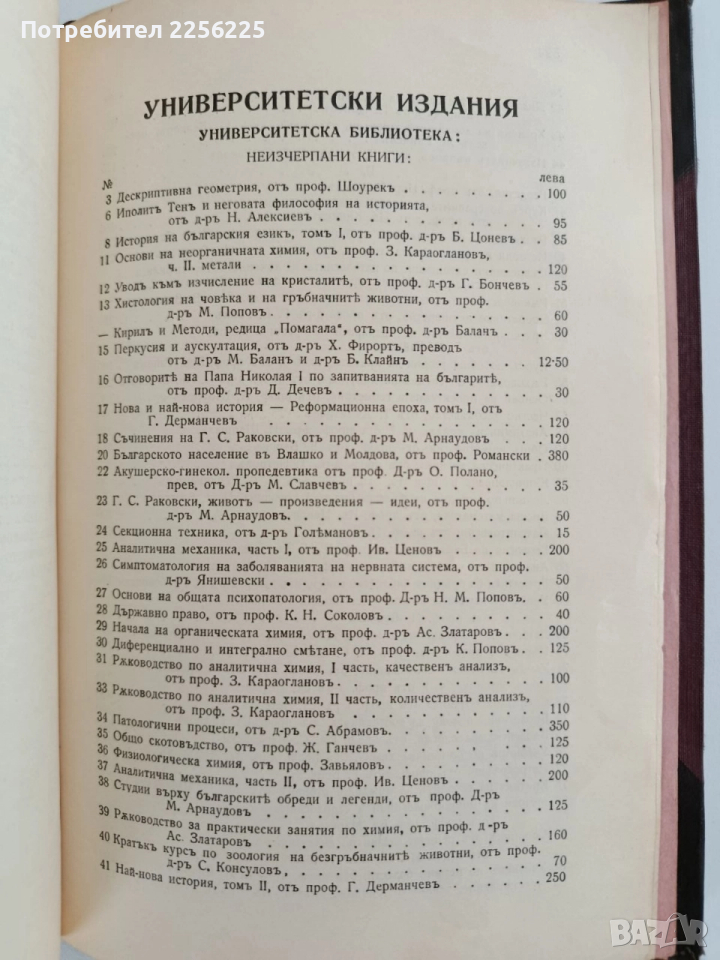 Потребител 2256225
УНИВЕРСИТЕТСКИ ИЗДАНИЯ
УНИВЕРСИТЕТСКА БИБЛИОТЕКА:
НЕИЗЧЕРПАНИ КНИГИ:
№ лева
3 Дескриптивна геометрия, отъ проф. Шоурекъ . . . . . . . . 100
6 Иполитъ Тенъ и неговата философия на историята,
отъ д-ръ Н. Алексиевъ . . . . . . . . . . . 95
8 История на българския езикъ, томъ I, отъ проф. д-ръ Б. Цоневъ . 85
11 Основи на неорганичната химия, отъ проф. З. Караоглановъ,
ч. II. метали . . . . . . . . . . . . . 120
12 Уводъ къмъ изчисление на кристалитѣ, отъ проф. д-ръ Г. Бончевъ . 55
13 Хистология на човѣка и на гръбначнитѣ животни, отъ проф.
д-ръ М. Поповъ. . . . . . . . . . . . . 60
— Кирилъ и Методи, редица „Помагала“, отъ проф. д-ръ Балачъ . . 30
15 Перкусия и аускултация, отъ д-ръ Х. Фирортъ, преводъ
отъ д-ръ М. Баланъ и д-ръ Б. Клайнъ . . . . . . 12·50
16 Отговоритѣ на Папа Николая I по запитванията на българитѣ,
отъ проф. д-ръ Д. Дечевъ . . . . . . . . . . 30
17 Нова и най-нова история — Реформационна епоха, томъ I, отъ
Г. Дерманчевъ . . . . . . . . . . . . . 120
18 Съчинения на Г. С. Раковски, отъ проф. д-ръ М. Арнаудовъ . . 120
20 Българското население въ Влашко и Молдова, отъ проф. Романски . 380
22 Акушерско-гинекол. пропедевтика отъ проф. Д-ръ О. Полано,
прев. отъ Д-ръ М. Славчевъ . . . . . . . . . 35
23 Г. С. Раковски, животъ — произведения — идеи, отъ проф.
д-ръ М. Арнаудовъ. . . . . . . . . . . . 50
24 Секционна техника, отъ д-ръ Голѣмановъ . . . . . . . . 15
25 Аналитична механика, часть I, отъ проф. Ив. Ценовъ . . . . . 200
26 Симптоматология на заболяванията на нервната система, отъ проф.
д-ръ Янишевски . . . . . . . . . . . . . 50
27 Основи на общата психопатология, отъ проф. Д-ръ Н. М. Поповъ. . 60
28 Държавно право, отъ проф. К. Н. Соколовъ . . . . . . . . 40
29 Начала на органическата химия, отъ проф. д-ръ Ас. Златаровъ . . 200
30 Диференциално и интегрално смѣтане, отъ проф. д-ръ К. Поповъ . 125
31 Рѫководство по аналитична химия, I часть, качественъ анализъ,
отъ проф. З. Караоглановъ . . . . . . . . . . 100
33 Рѫководство по аналитична химия, II часть, количественъ анализъ,
отъ проф. З. Караоглановъ . . . . . . . . . . 110
34 Патологични процеси, отъ д-ръ С. Абрамовъ . . . . . . . 350
35 Общо скотовъдство, отъ проф. Ж. Ганчевъ . . . . . . . . 125
36 Физиологическа химия, отъ проф. Завьяловъ . . . . . . . 120
37 Аналитична механика, часть II, отъ проф. Ив. Ценовъ . . . . . 200
38 Студии върху българскитѣ обреди и легенди, отъ проф. Д-ръ
М. Арнаудовъ . . . . . . . . . . . . . 125
39 Рѫководство за практически занятия по химия, отъ проф. д-ръ
Ас. Златаровъ . . . . . . . . . . . . . 160
40 Кратъкъ курсъ по зоология на безгръбначнитѣ животни, отъ проф.
д-ръ С. Консуловъ . . . . . . . . . . . . 70
41 Най-нова история, томъ II, отъ проф. Г. Дерманчевъ . . . . . 250
BAZAR